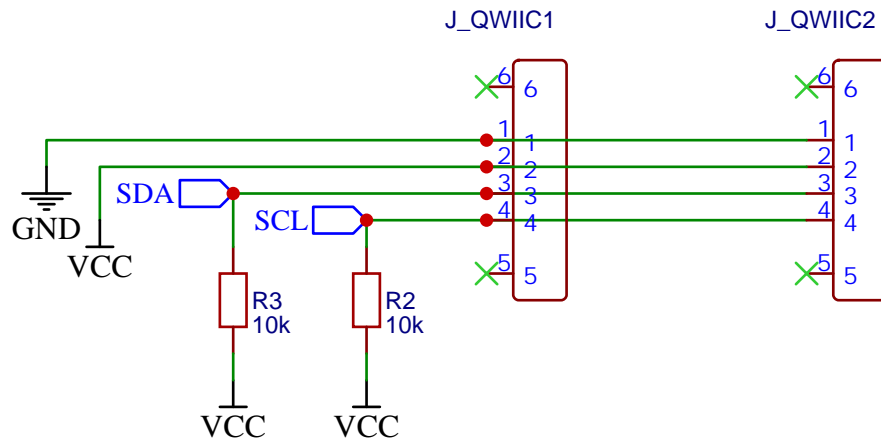 J_QWIIC1 J_QWIIC2
6 6 6 6
1 1 1 1
2 2 2 2
SDA 3 3 3 3
SCL 4 4 4 4
GND
VCC
5 5 5 5
R3 R2
10k 10k
VCC VCC